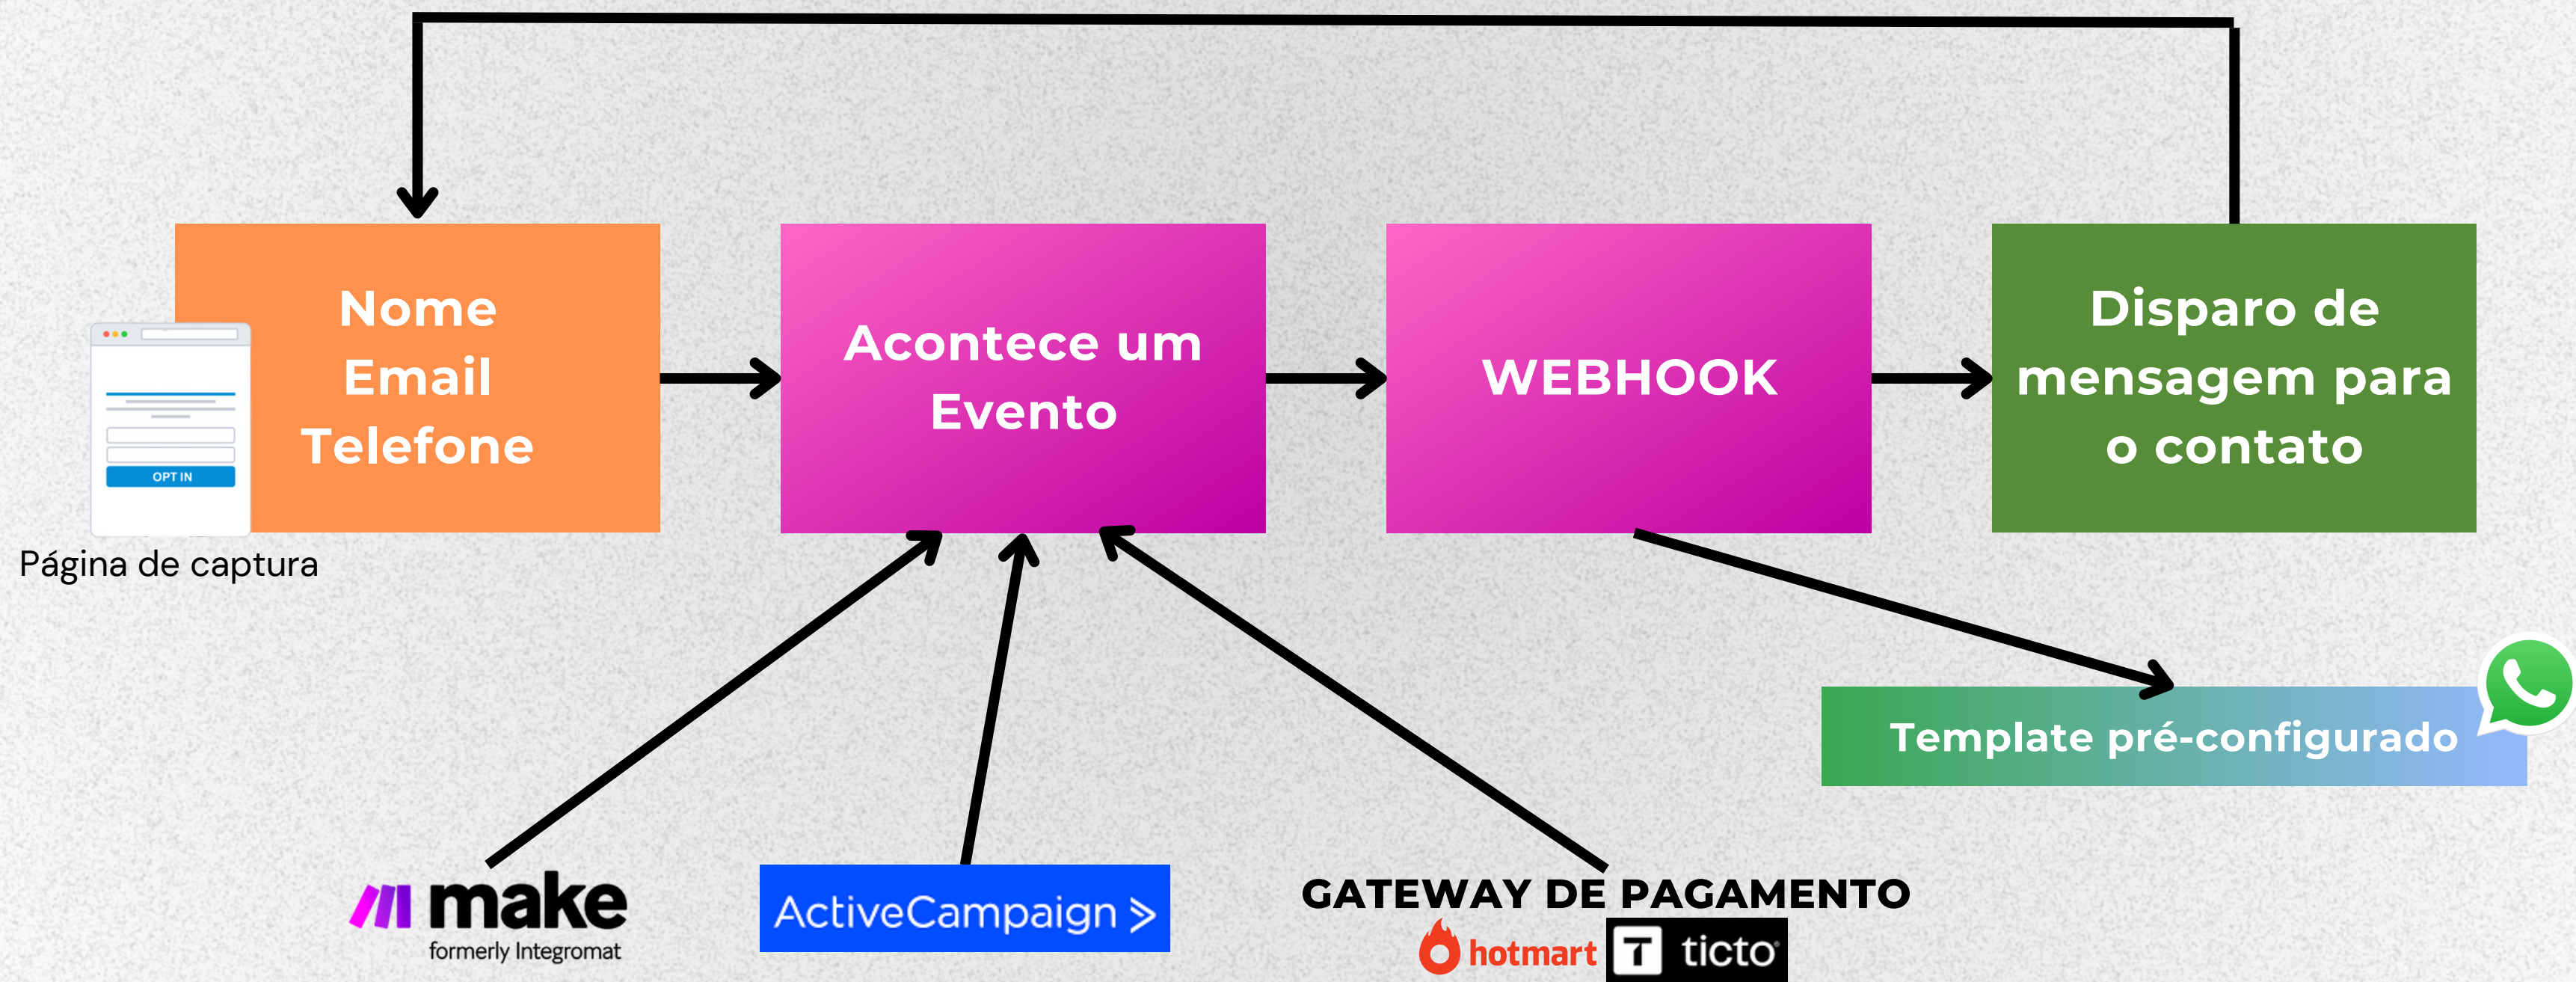 Nome
Email
Telefone
OPT IN
Página de captura
Acontece um
Evento
WEBHOOK
Disparo de
mensagem para
o contato
Template pré-configurado
make
formerly Integromat
ActiveCampaign >
GATEWAY DE PAGAMENTO
hotmart
T ticto